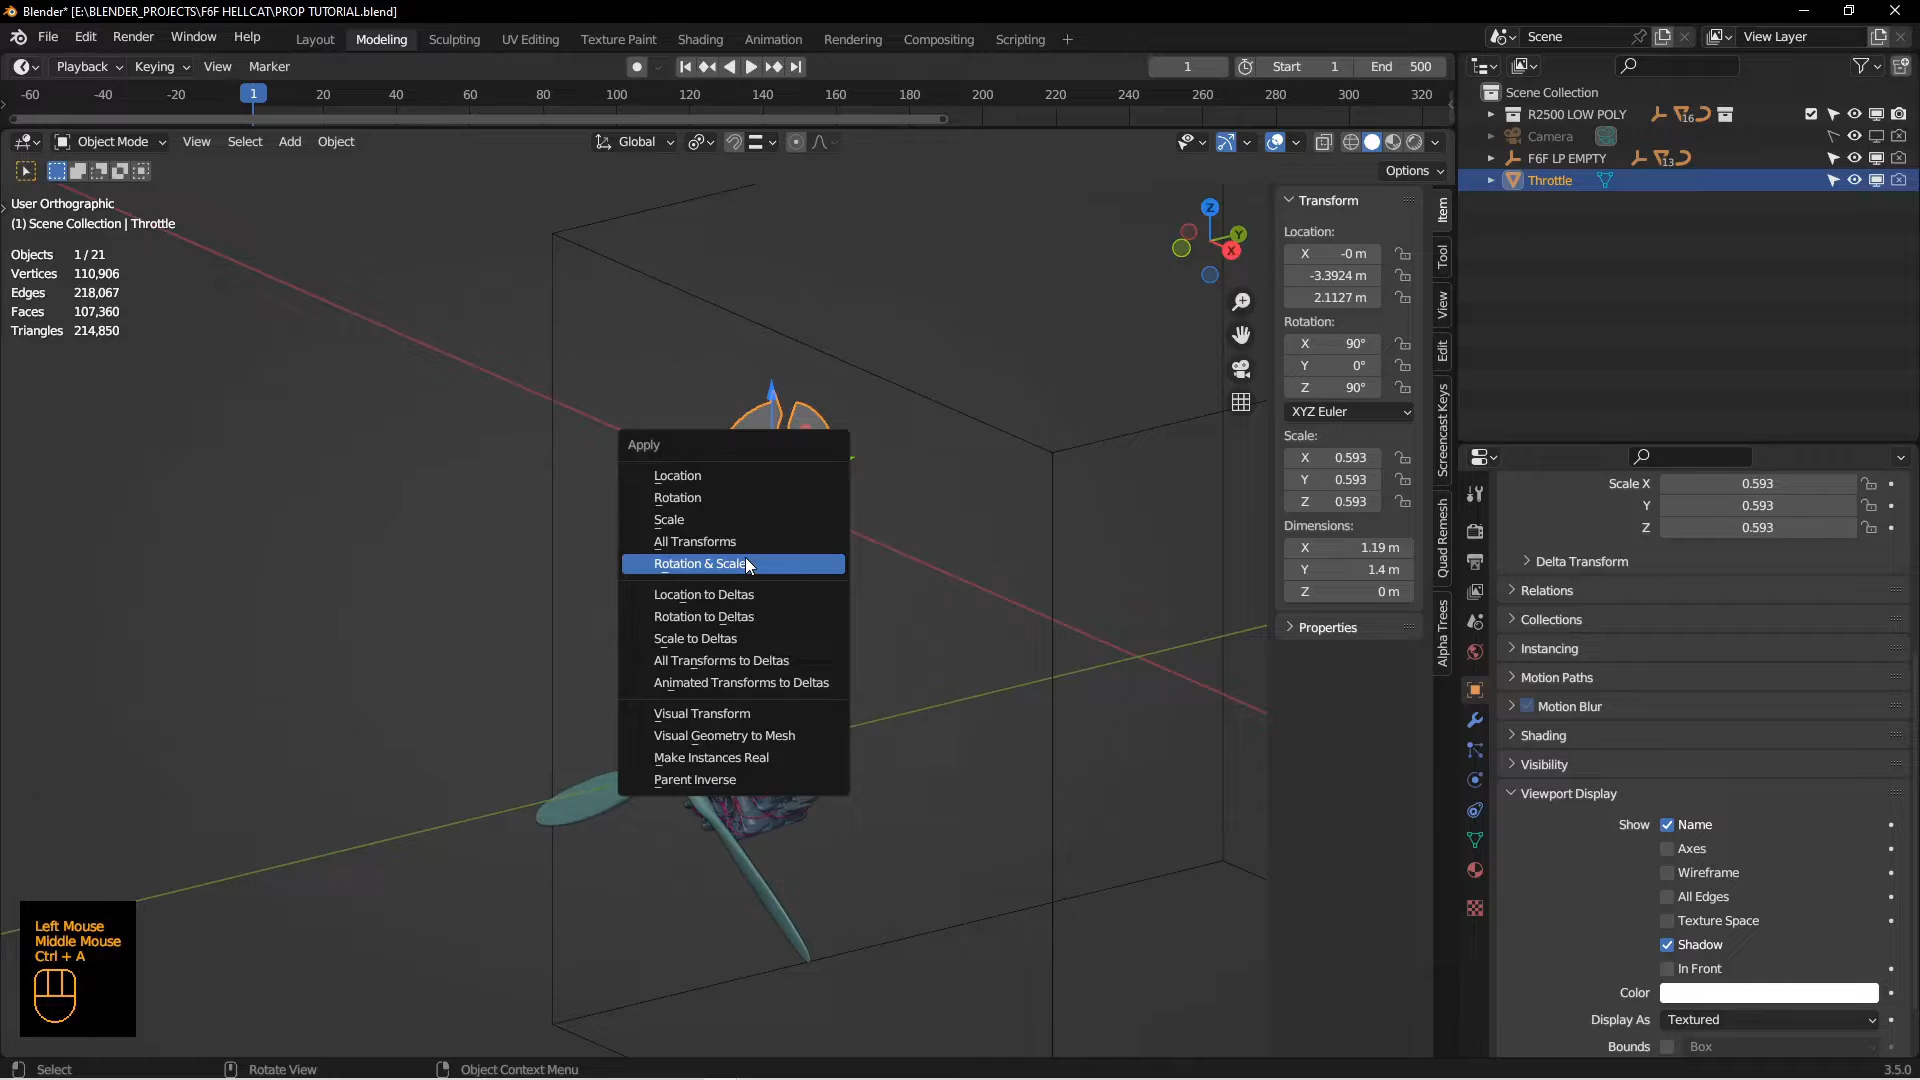 Blender* [E:\BLENDER_PROJECTS\F6F HELLCAT\PROP TUTORIAL.blend]
File Edit Render Window Help Layout Modeling Sculpting UV Editing Texture Paint Shading Animation Rendering Compositing Scripting + Scene View Layer
Playback Keying View Marker 1 Start 1 End 500
-60 -40 -20 1 20 40 60 80 100 120 140 160 180 200 220 240 260 280 300 320
Object Mode View Select Add Object Global
Options
User Orthographic
(1) Scene Collection | Throttle
Objects 1/21
Vertices 110,906
Edges 218,067
Faces 107,360
Triangles 214,850
Z
Y
X
Apply
Location
Rotation
Scale
All Transforms
Rotation & Scale
Location to Deltas
Rotation to Deltas
Scale to Deltas
All Transforms to Deltas
Animated Transforms to Deltas
Visual Transform
Visual Geometry to Mesh
Make Instances Real
Parent Inverse
Left Mouse
Middle Mouse
Ctrl + A
Transform
Location:
X -0 m
-3.3924 m
2.1127 m
Rotation:
X 90°
Y 0°
Z 90°
XYZ Euler
Scale:
X 0.593
Y 0.593
Z 0.593
Dimensions:
X 1.19 m
Y 1.4 m
Z 0 m
Properties
Item
Tool
View
Edit
Screencast Keys
Quad Remesh
Alpha Trees
Scene Collection
R2500 LOW POLY 16
Camera
F6F LP EMPTY 13
Throttle
Scale X 0.593
Y 0.593
Z 0.593
Delta Transform
Relations
Collections
Instancing
Motion Paths
Motion Blur
Shading
Visibility
Viewport Display
Show Name
Axes
Wireframe
All Edges
Texture Space
Shadow
In Front
Color
Display As Textured
Bounds Box
Select Rotate View Object Context Menu 3.5.0